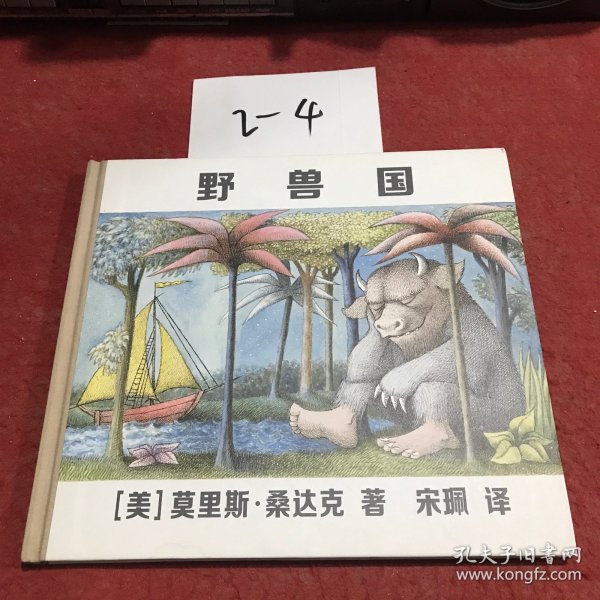 2-4
野兽国
[美]莫里斯·桑达克 著 宋珮 译
孔夫子旧书网
www.kongfz.com